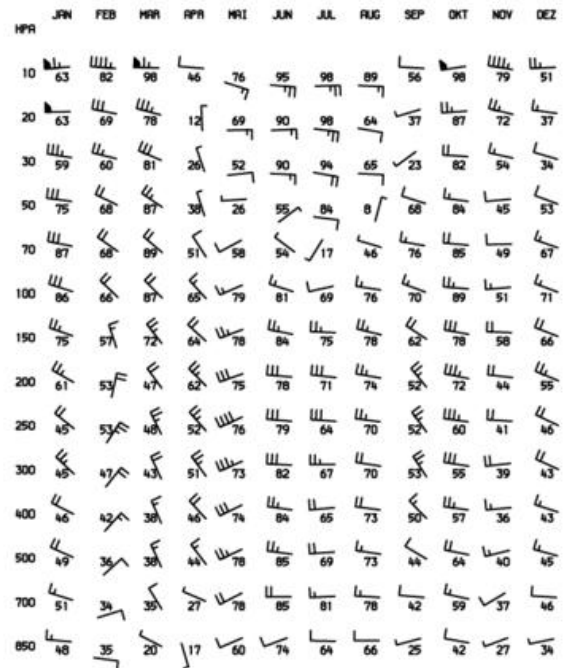 JAN FEB MAR APR MAI JUN JUL AUG SEP OKT NOV DEZ
HPA
10 63 82 98 46 76 95 98 89 56 98 79 51
20 63 69 78 12 69 90 98 64 37 87 72 37
30 59 60 81 26 52 90 94 65 23 82 54 34
50 75 68 87 38 26 55 84 8 68 84 45 53
70 87 68 89 51 58 54 17 46 76 85 49 67
100 86 66 87 65 79 81 69 76 70 89 51 71
150 75 57 72 64 78 84 75 78 62 78 58 66
200 61 53 47 62 75 78 71 74 52 72 44 55
250 45 53 48 52 76 79 64 70 52 60 41 46
300 45 47 43 51 73 82 67 70 53 55 39 43
400 46 42 38 46 74 84 65 73 50 57 36 43
500 49 36 38 44 78 85 69 73 44 64 40 45
700 51 34 35 27 78 85 81 78 42 59 37 46
850 48 35 20 17 60 74 64 66 25 42 27 34